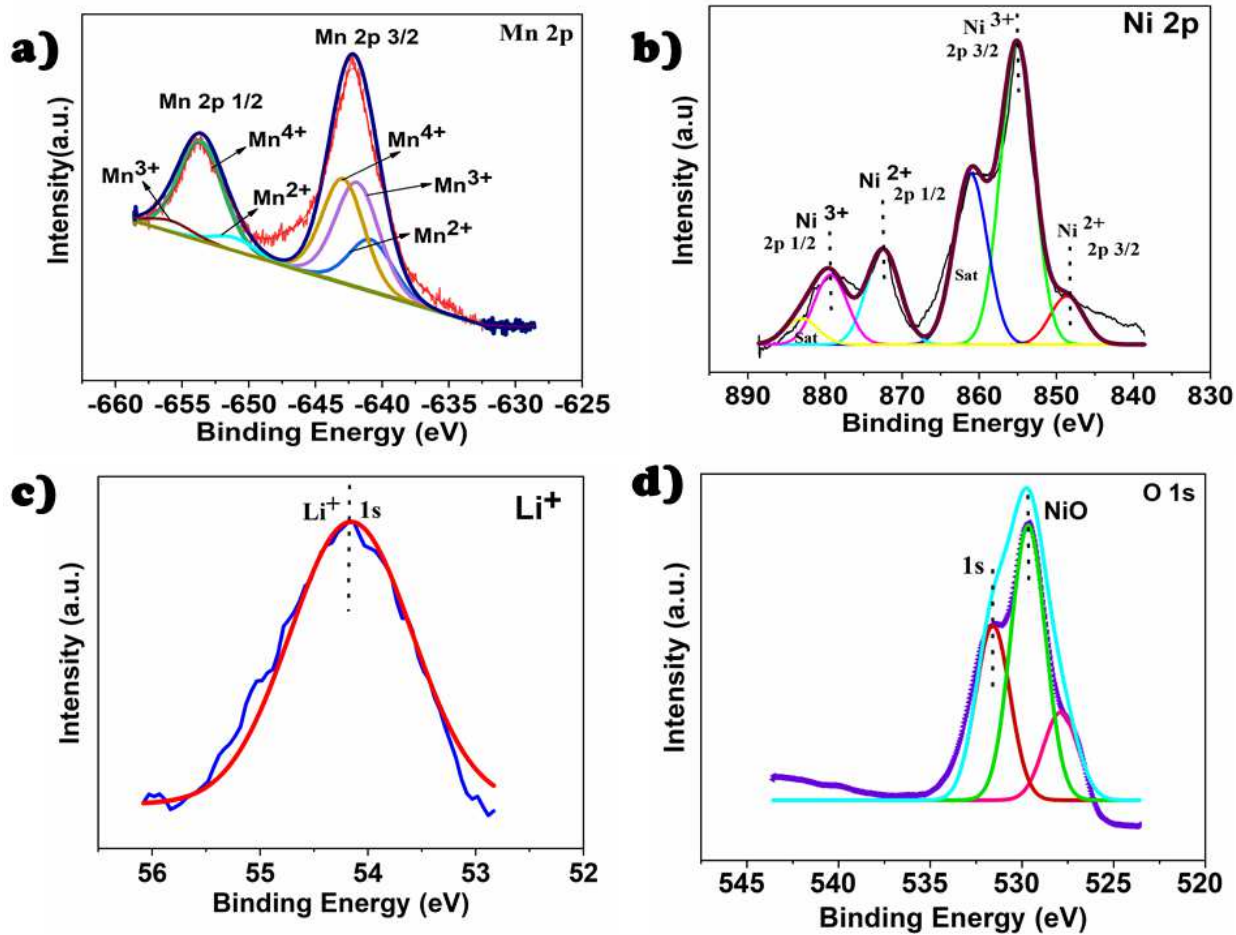 a)
Mn 2p
Mn 2p 3/2
Mn 2p 1/2
Mn4+
Mn3+
Mn2+
Mn4+
Mn3+
Mn2+
Intensity(a.u.)
-660 -655 -650 -645 -640 -635 -630 -625
Binding Energy (eV)
b)
Ni 2p
Ni 3+
2p 3/2
Ni 2+
2p 1/2
Ni 3+
2p 1/2
Ni 2+
2p 3/2
Sat
Sat
Intensity (a.u)
890 880 870 860 850 840 830
Binding Energy (eV)
c)
Li+
Li+ 1s
Intensity (a.u.)
56 55 54 53 52
Binding Energy (eV)
d)
O 1s
NiO
1s
Intensity (a.u.)
545 540 535 530 525 520
Binding Energy (eV)